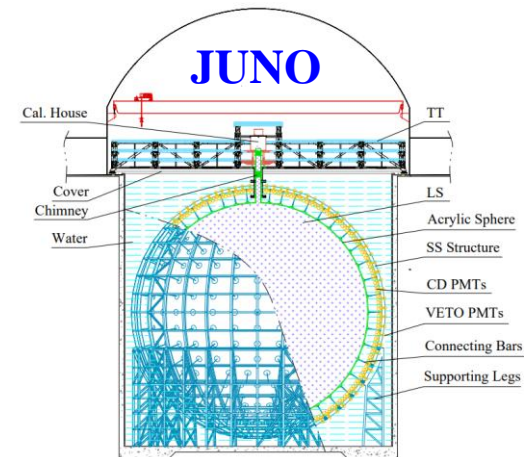 JUNO
Cal. House
TT
Cover
Chimney
Water
LS
Acrylic Sphere
SS Structure
CD PMTs
VETO PMTs
Connecting Bars
Supporting Legs